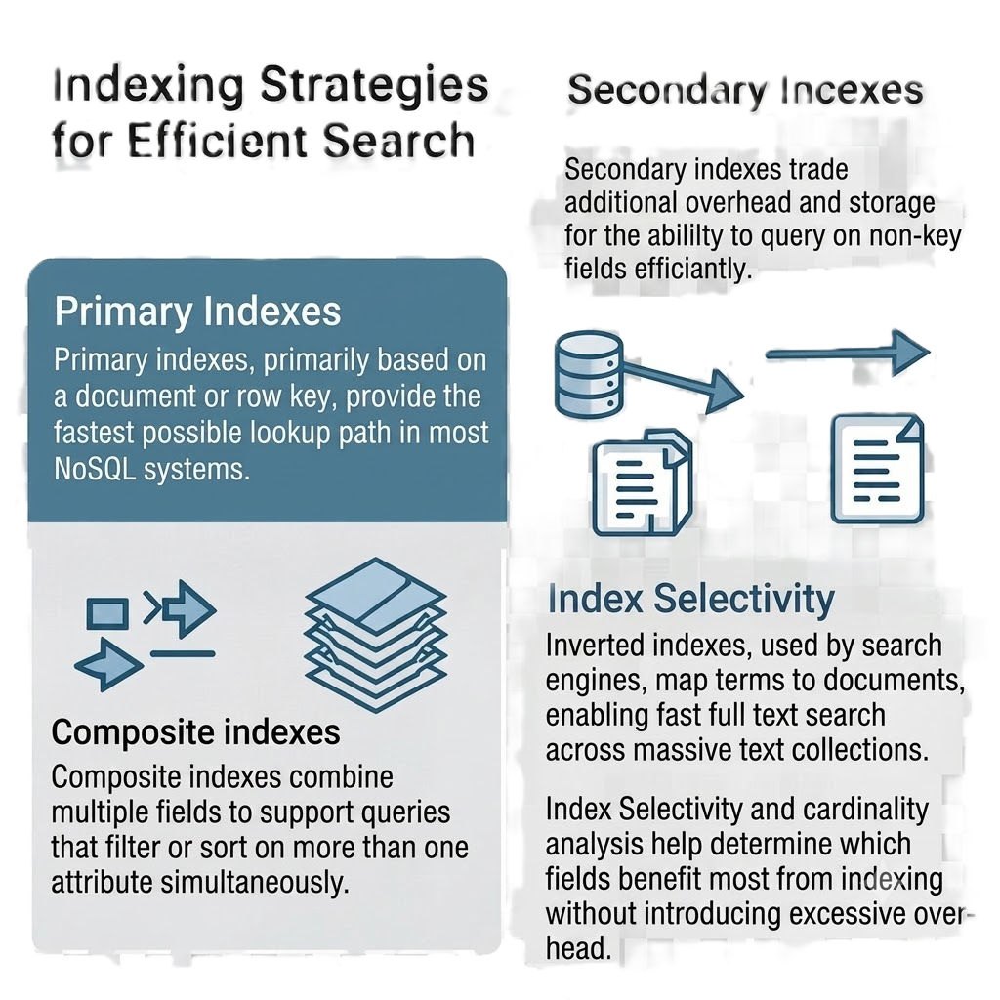 Indexing Strategies
for Efficient Search
Primary Indexes
Primary indexes, primarily based on
a document or row key, provide the
fastest possible lookup path in most
NoSQL systems.
Composite indexes
Composite indexes combine
multiple fields to support queries
that filter or sort on more than one
attribute simultaneously.
Secondary Incexes
Secondary indexes trade
additional overhead and storage
for the abililty to query on non-key
fields efficiantly.
Index Selectivity
Inverted indexes, used by search
engines, map terms to documents,
enabling fast full text search
across massive text collections.
Index Selectivity and cardinality
analysis help determine which
fields benefit most from indexing
without introducing excessive over-
head.